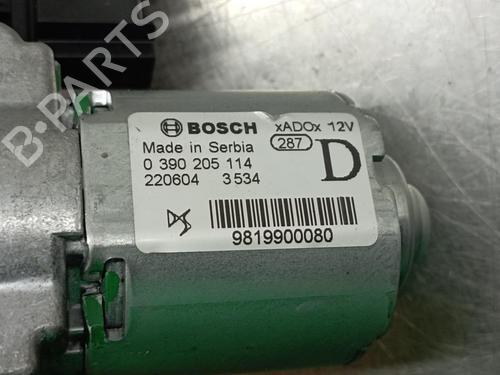 BOSCH xADOx 12V
Made in Serbia 287
0 390 205 114 D
220604 3534
9819900080
B-PARTS